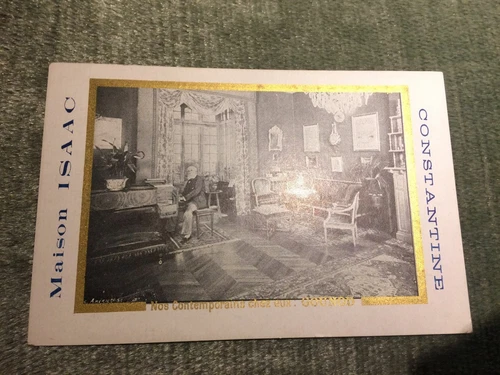 Maison ISAAC
CONSTANTINE
Nos Contemporains chez eux: GOUNOD